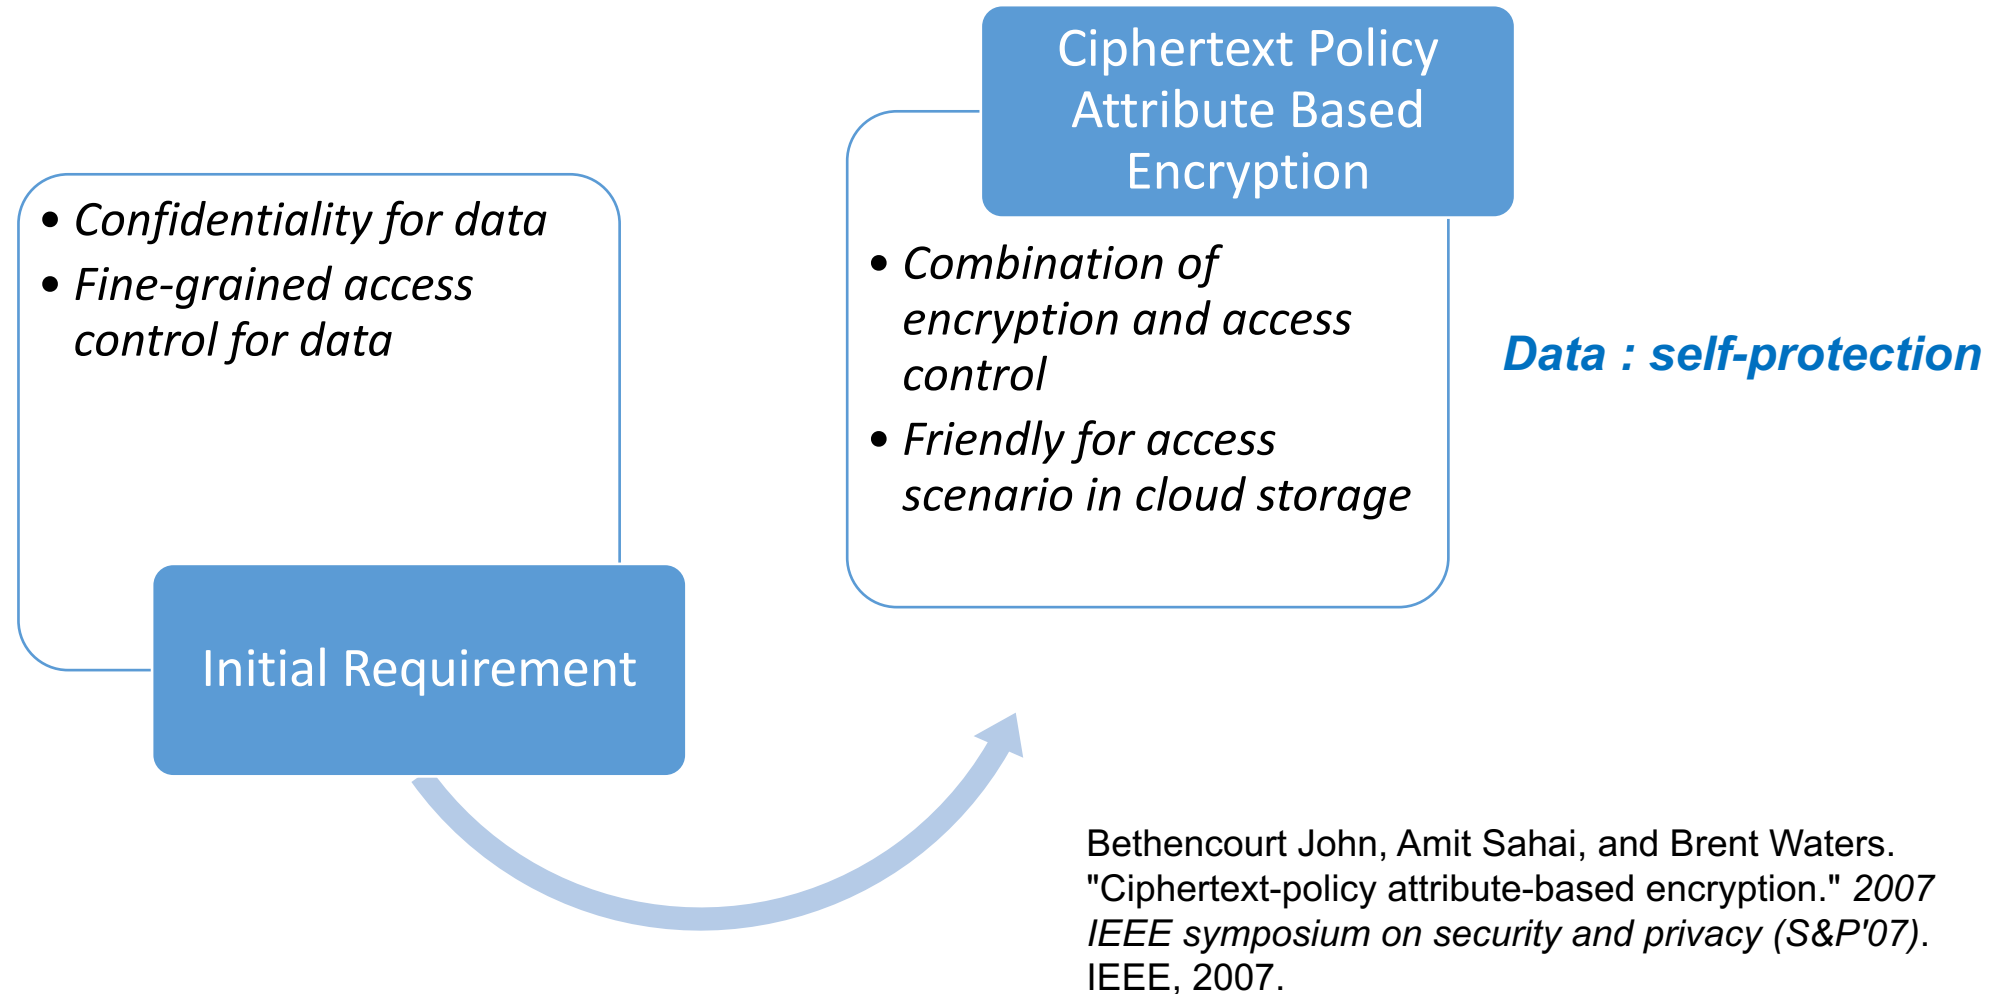 • Confidentiality for data
• Fine-grained access
control for data
Initial Requirement
Ciphertext Policy
Attribute Based
Encryption
• Combination of
encryption and access
control
• Friendly for access
scenario in cloud storage
Data : self-protection
Bethencourt John, Amit Sahai, and Brent Waters.
"Ciphertext-policy attribute-based encryption." 2007
IEEE symposium on security and privacy (S&P'07).
IEEE, 2007.